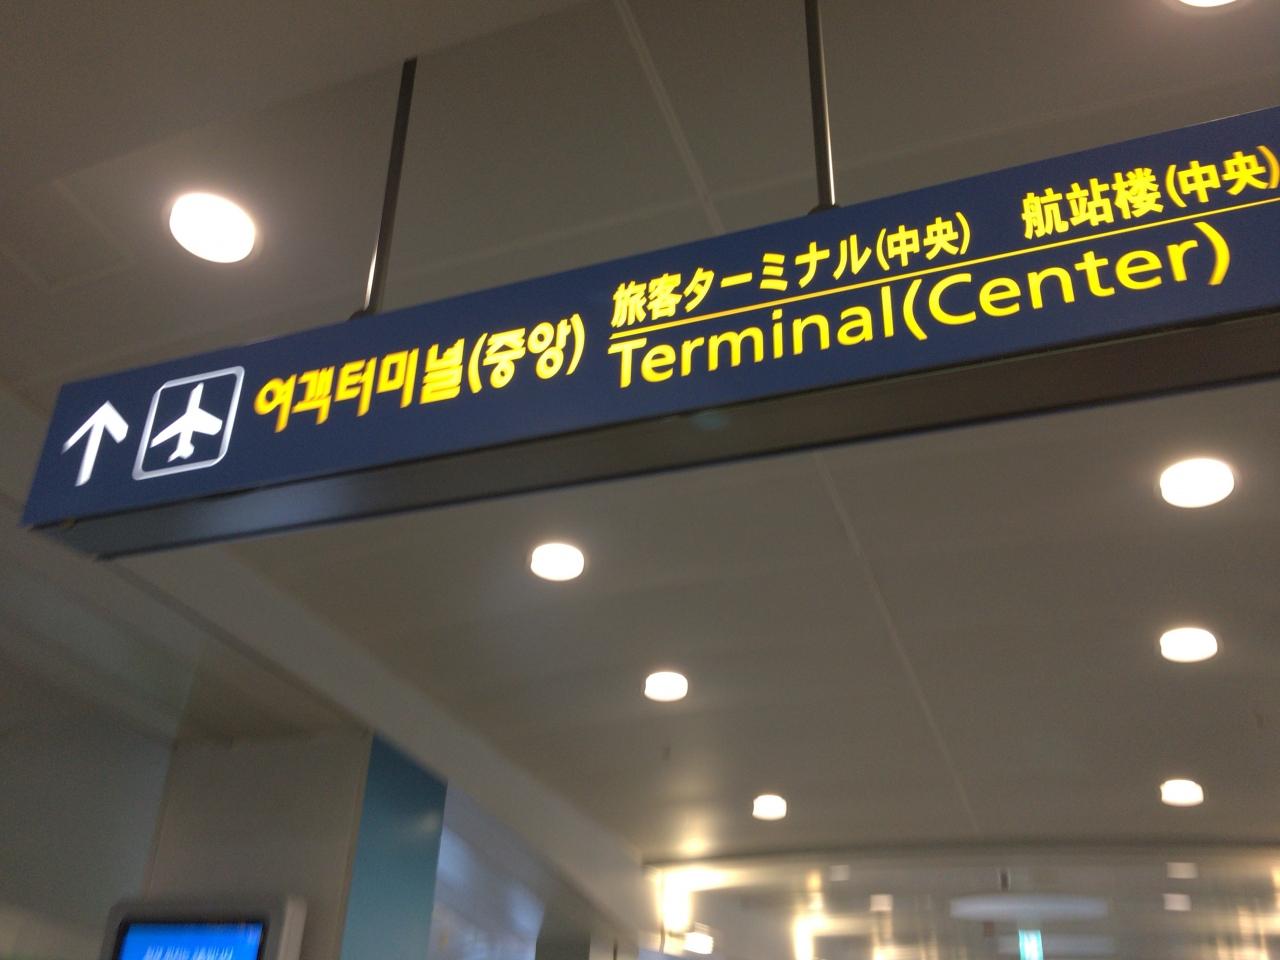 여객터미널(중앙)
旅客ターミナル(中央) 航站楼(中央)
Terminal(Center)